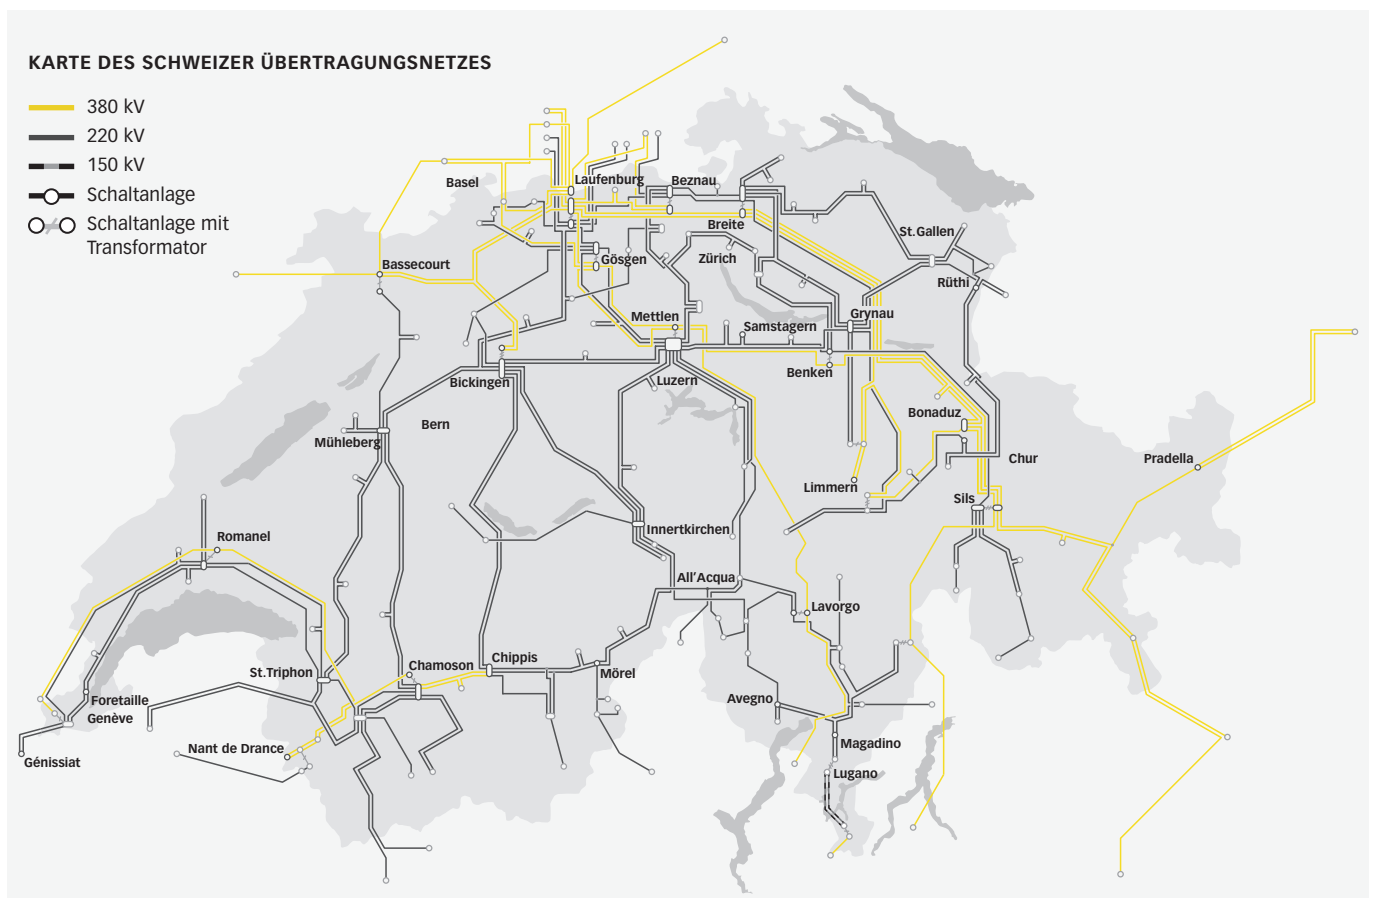 KARTE DES SCHWEIZER ÜBERTRAGUNGSNETZES
380 kV
220 kV
150 kV
Schaltanlage
Schaltanlage mit
Transformator
Basel
Laufenburg
Beznau
Breite
St.Gallen
Bassecourt
Gösgen
Zürich
Rüthi
Mettlen
Samstagern
Grynau
Bickingen
Luzern
Benken
Bonaduz
Mühleberg
Bern
Chur
Pradella
Limmern
Sils
Romanel
Innertkirchen
All'Acqua
Lavorgo
St.Triphon
Chamoson
Chippis
Mörel
Foretaille
Genève
Avegno
Nant de Drance
Magadino
Génissiat
Lugano